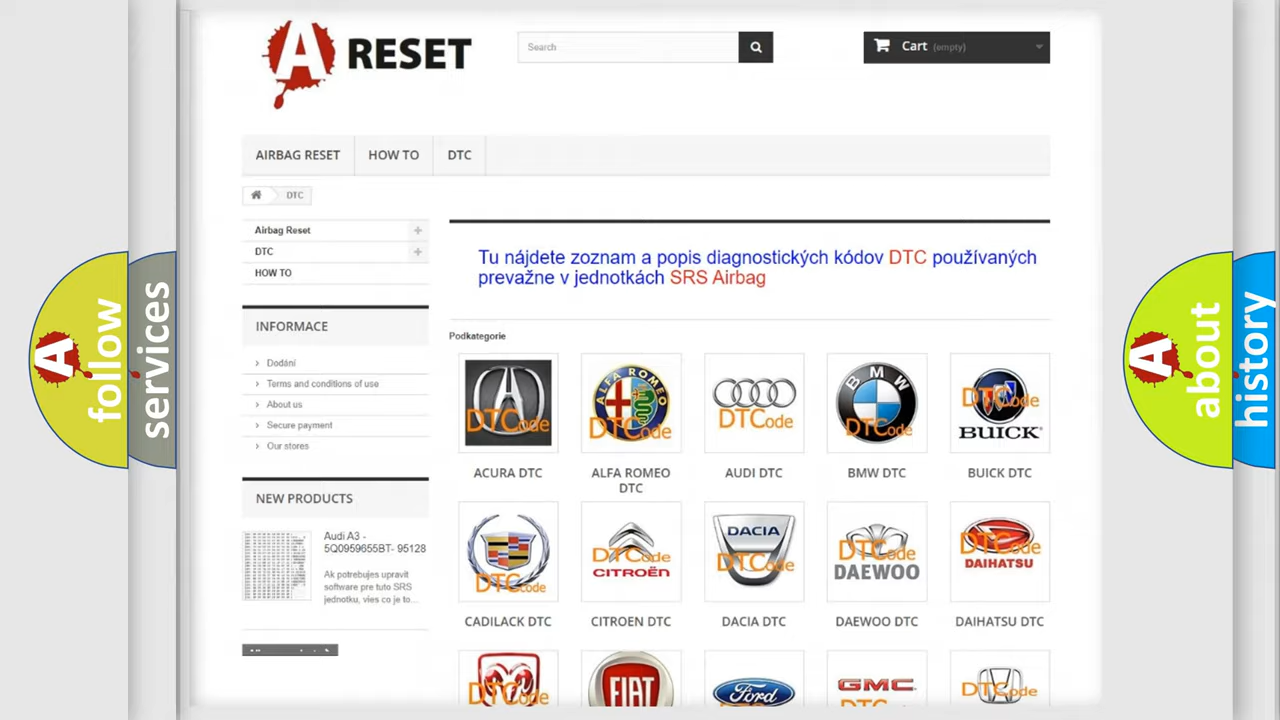 A RESET
Search
Cart (empty)
AIRBAG RESET
HOW TO
DTC
DTC
Airbag Reset
DTC
HOW TO
INFORMACE
Dodání
Terms and conditions of use
About us
Secure payment
Our stores
NEW PRODUCTS
Audi A3 -
5Q0959655BT- 95128
Ak potrebujes upravit
software pre tuto SRS
jednotku, vies co je to...
Tu nájdete zoznam a popis diagnostických kódov DTC používaných
prevažne v jednotkách SRS Airbag
Podkategorie
DTCode
ALFA ROMEO
DTCode
DTCode
BMW
DTCode
DTCode
BUICK
ACURA DTC
ALFA ROMEO
DTC
AUDI DTC
BMW DTC
BUICK DTC
DTCode
DTCode
CITROËN
DACIA
DTCode
DTCode
DAEWOO
DTCode
DAIHATSU
CADILACK DTC
CITROEN DTC
DACIA DTC
DAEWOO DTC
DAIHATSU DTC
DTCode
FIAT
Ford
GMC
DTCode
A
follow
services
A
about
history